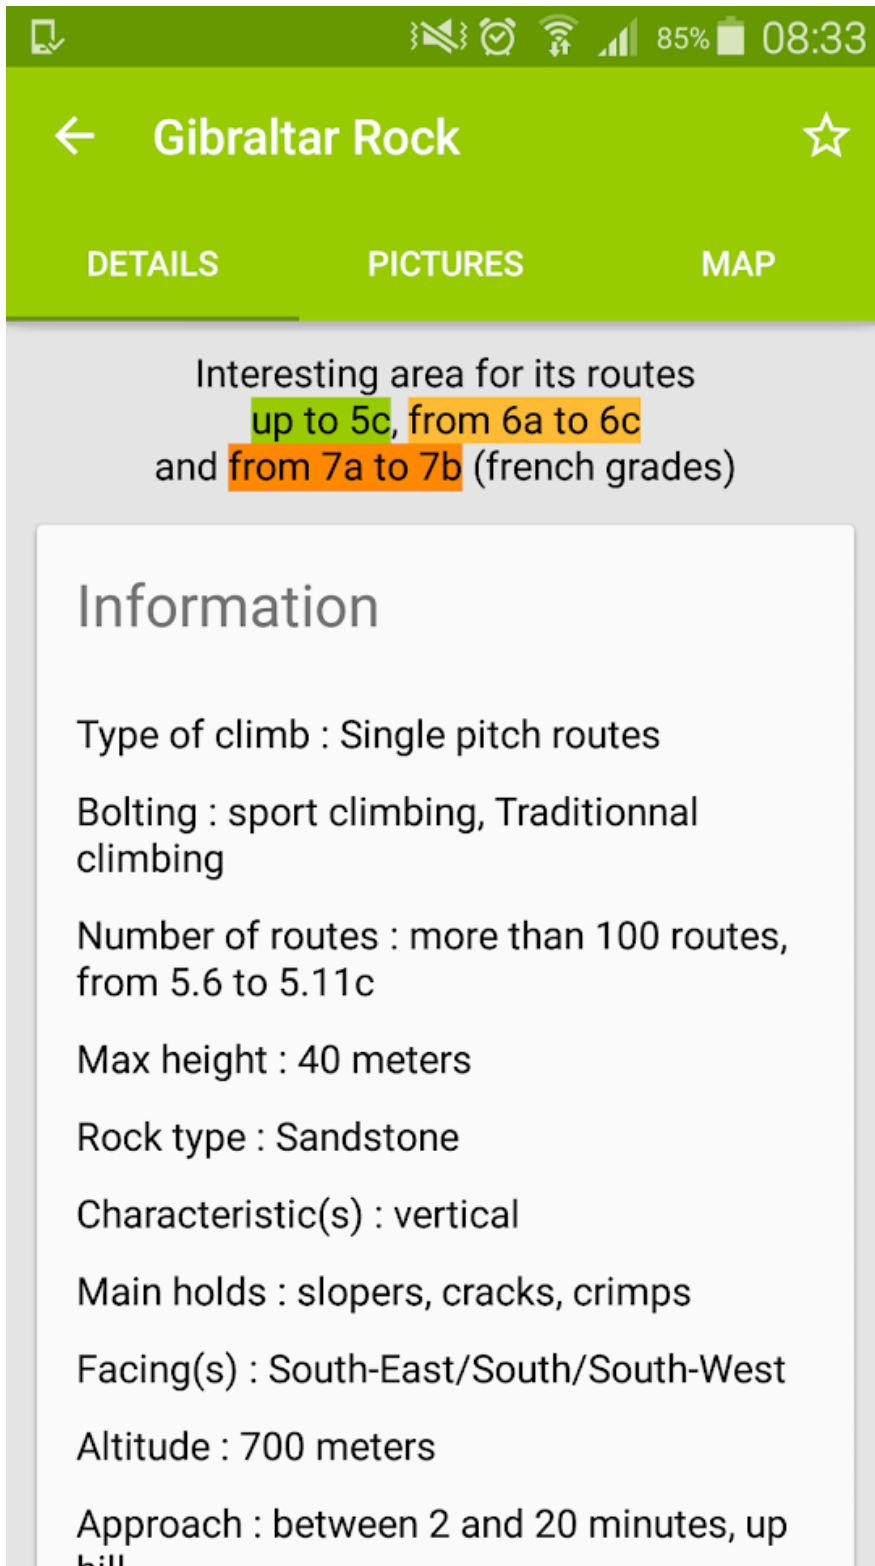 85% 08:33
Gibraltar Rock
DETAILS PICTURES MAP
Interesting area for its routes
up to 5c, from 6a to 6c
and from 7a to 7b (french grades)
Information
Type of climb : Single pitch routes
Bolting : sport climbing, Traditionnal
climbing
Number of routes : more than 100 routes,
from 5.6 to 5.11c
Max height : 40 meters
Rock type : Sandstone
Characteristic(s) : vertical
Main holds : slopers, cracks, crimps
Facing(s) : South-East/South/South-West
Altitude : 700 meters
Approach : between 2 and 20 minutes, up
hill